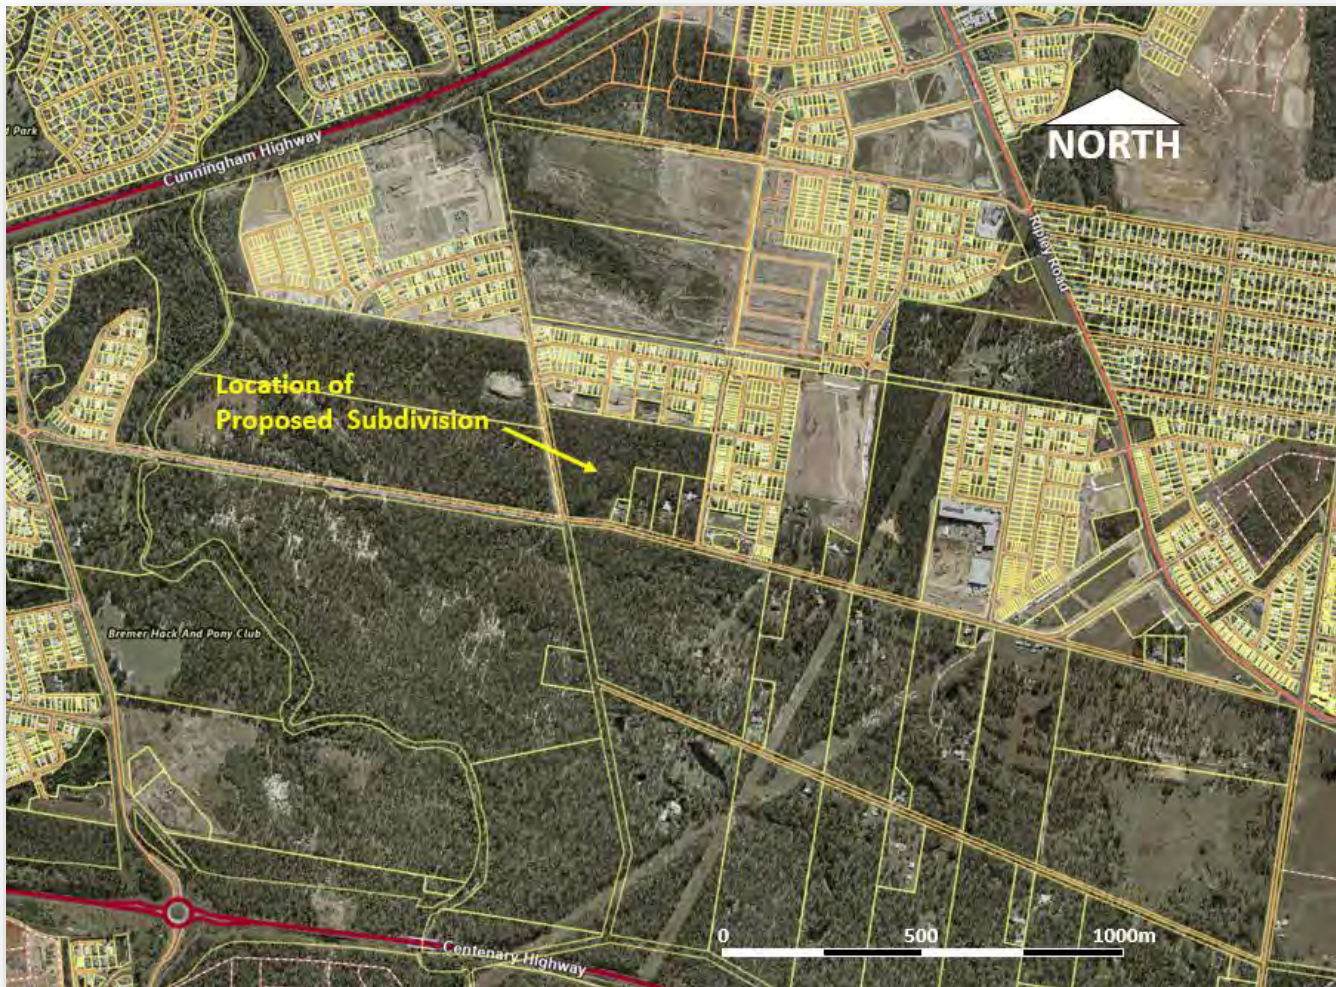 d Park
Cunningham Highway
NORTH
Ripley Road
Location of
Proposed Subdivision
Bremer Hack And Pony Club
0 500 1000m
Centenary Highway